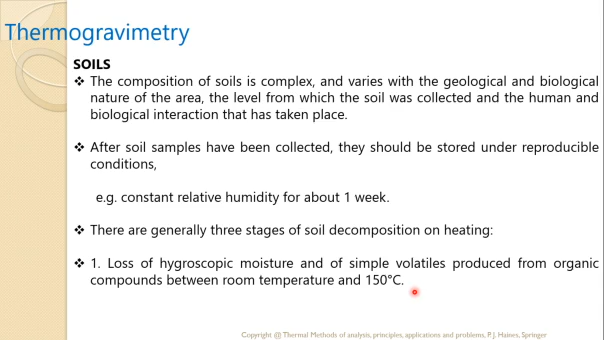 Thermogravimetry
SOILS
❖ The composition of soils is complex, and varies with the geological and biological
nature of the area, the level from which the soil was collected and the human and
biological interaction that has taken place.
❖ After soil samples have been collected, they should be stored under reproducible
conditions,
e.g. constant relative humidity for about 1 week.
❖ There are generally three stages of soil decomposition on heating:
❖ 1. Loss of hygroscopic moisture and of simple volatiles produced from organic
compounds between room temperature and 150°C.
Copyright @ Thermal Methods of analysis, principles, applications and problems, P. J. Haines, Springer